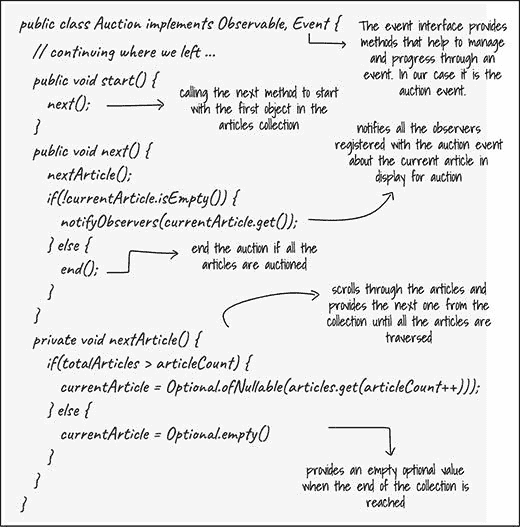 public class Auction implements Observable, Event {
The event interface provides
methods that help to manage
and progress through an
event. In our case it is the
auction event.
// continuing where we left ...
public void start() {
next();
calling the next method to start
with the first object in the
articles collection
}
notifies all the observers
registered with the auction event
about the current article in
display for auction
public void next() {
nextArticle();
if(!currentArticle.isEmpty()) {
notifyObservers(currentArticle.get());
} else {
end();
end the auction if all the
articles are auctioned
}
}
scrolls through the articles and
provides the next one from the
collection until all the articles are
traversed
private void nextArticle() {
if(totalArticles > articleCount) {
currentArticle = Optional.ofNullable(articles.get(articleCount++)));
} else {
currentArticle = Optional.empty()
}
provides an empty optional value
when the end of the collection is
reached
}
}